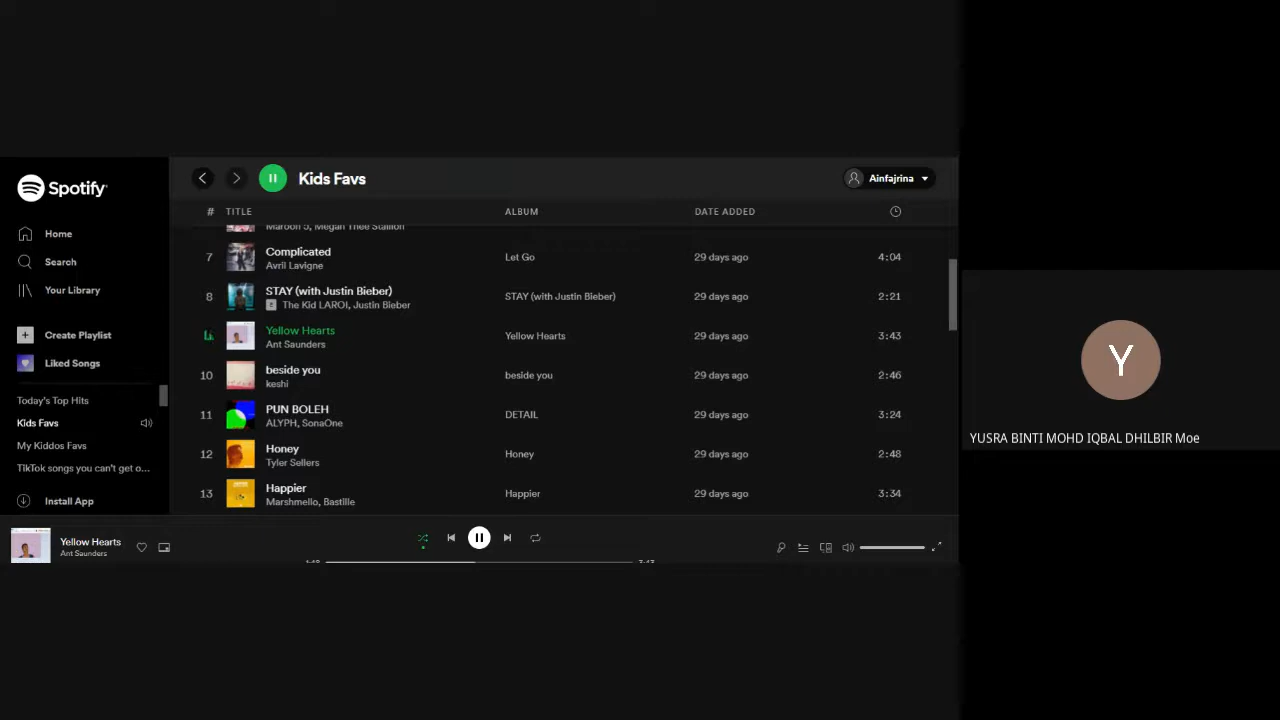 Spotify
Kids Favs
Ainfajrina
# TITLE ALBUM DATE ADDED
Maroon 5, Megan Thee Stallion
Home
Search
Your Library
Create Playlist
Liked Songs
Today's Top Hits
Kids Favs
My Kiddos Favs
TikTok songs you can't get o...
Install App
7 Complicated Let Go 29 days ago 4:04
Avril Lavigne
8 STAY (with Justin Bieber) STAY (with Justin Bieber) 29 days ago 2:21
E The Kid LAROI, Justin Bieber
Yellow Hearts Yellow Hearts 29 days ago 3:43
Ant Saunders
10 beside you beside you 29 days ago 2:46
keshi
11 PUN BOLEH DETAIL 29 days ago 3:24
ALYPH, SonaOne
12 Honey Honey 29 days ago 2:48
Tyler Sellers
13 Happier Happier 29 days ago 3:34
Marshmello, Bastille
Yellow Hearts
Ant Saunders
3:43
Y
YUSRA BINTI MOHD IQBAL DHILBIR Moe